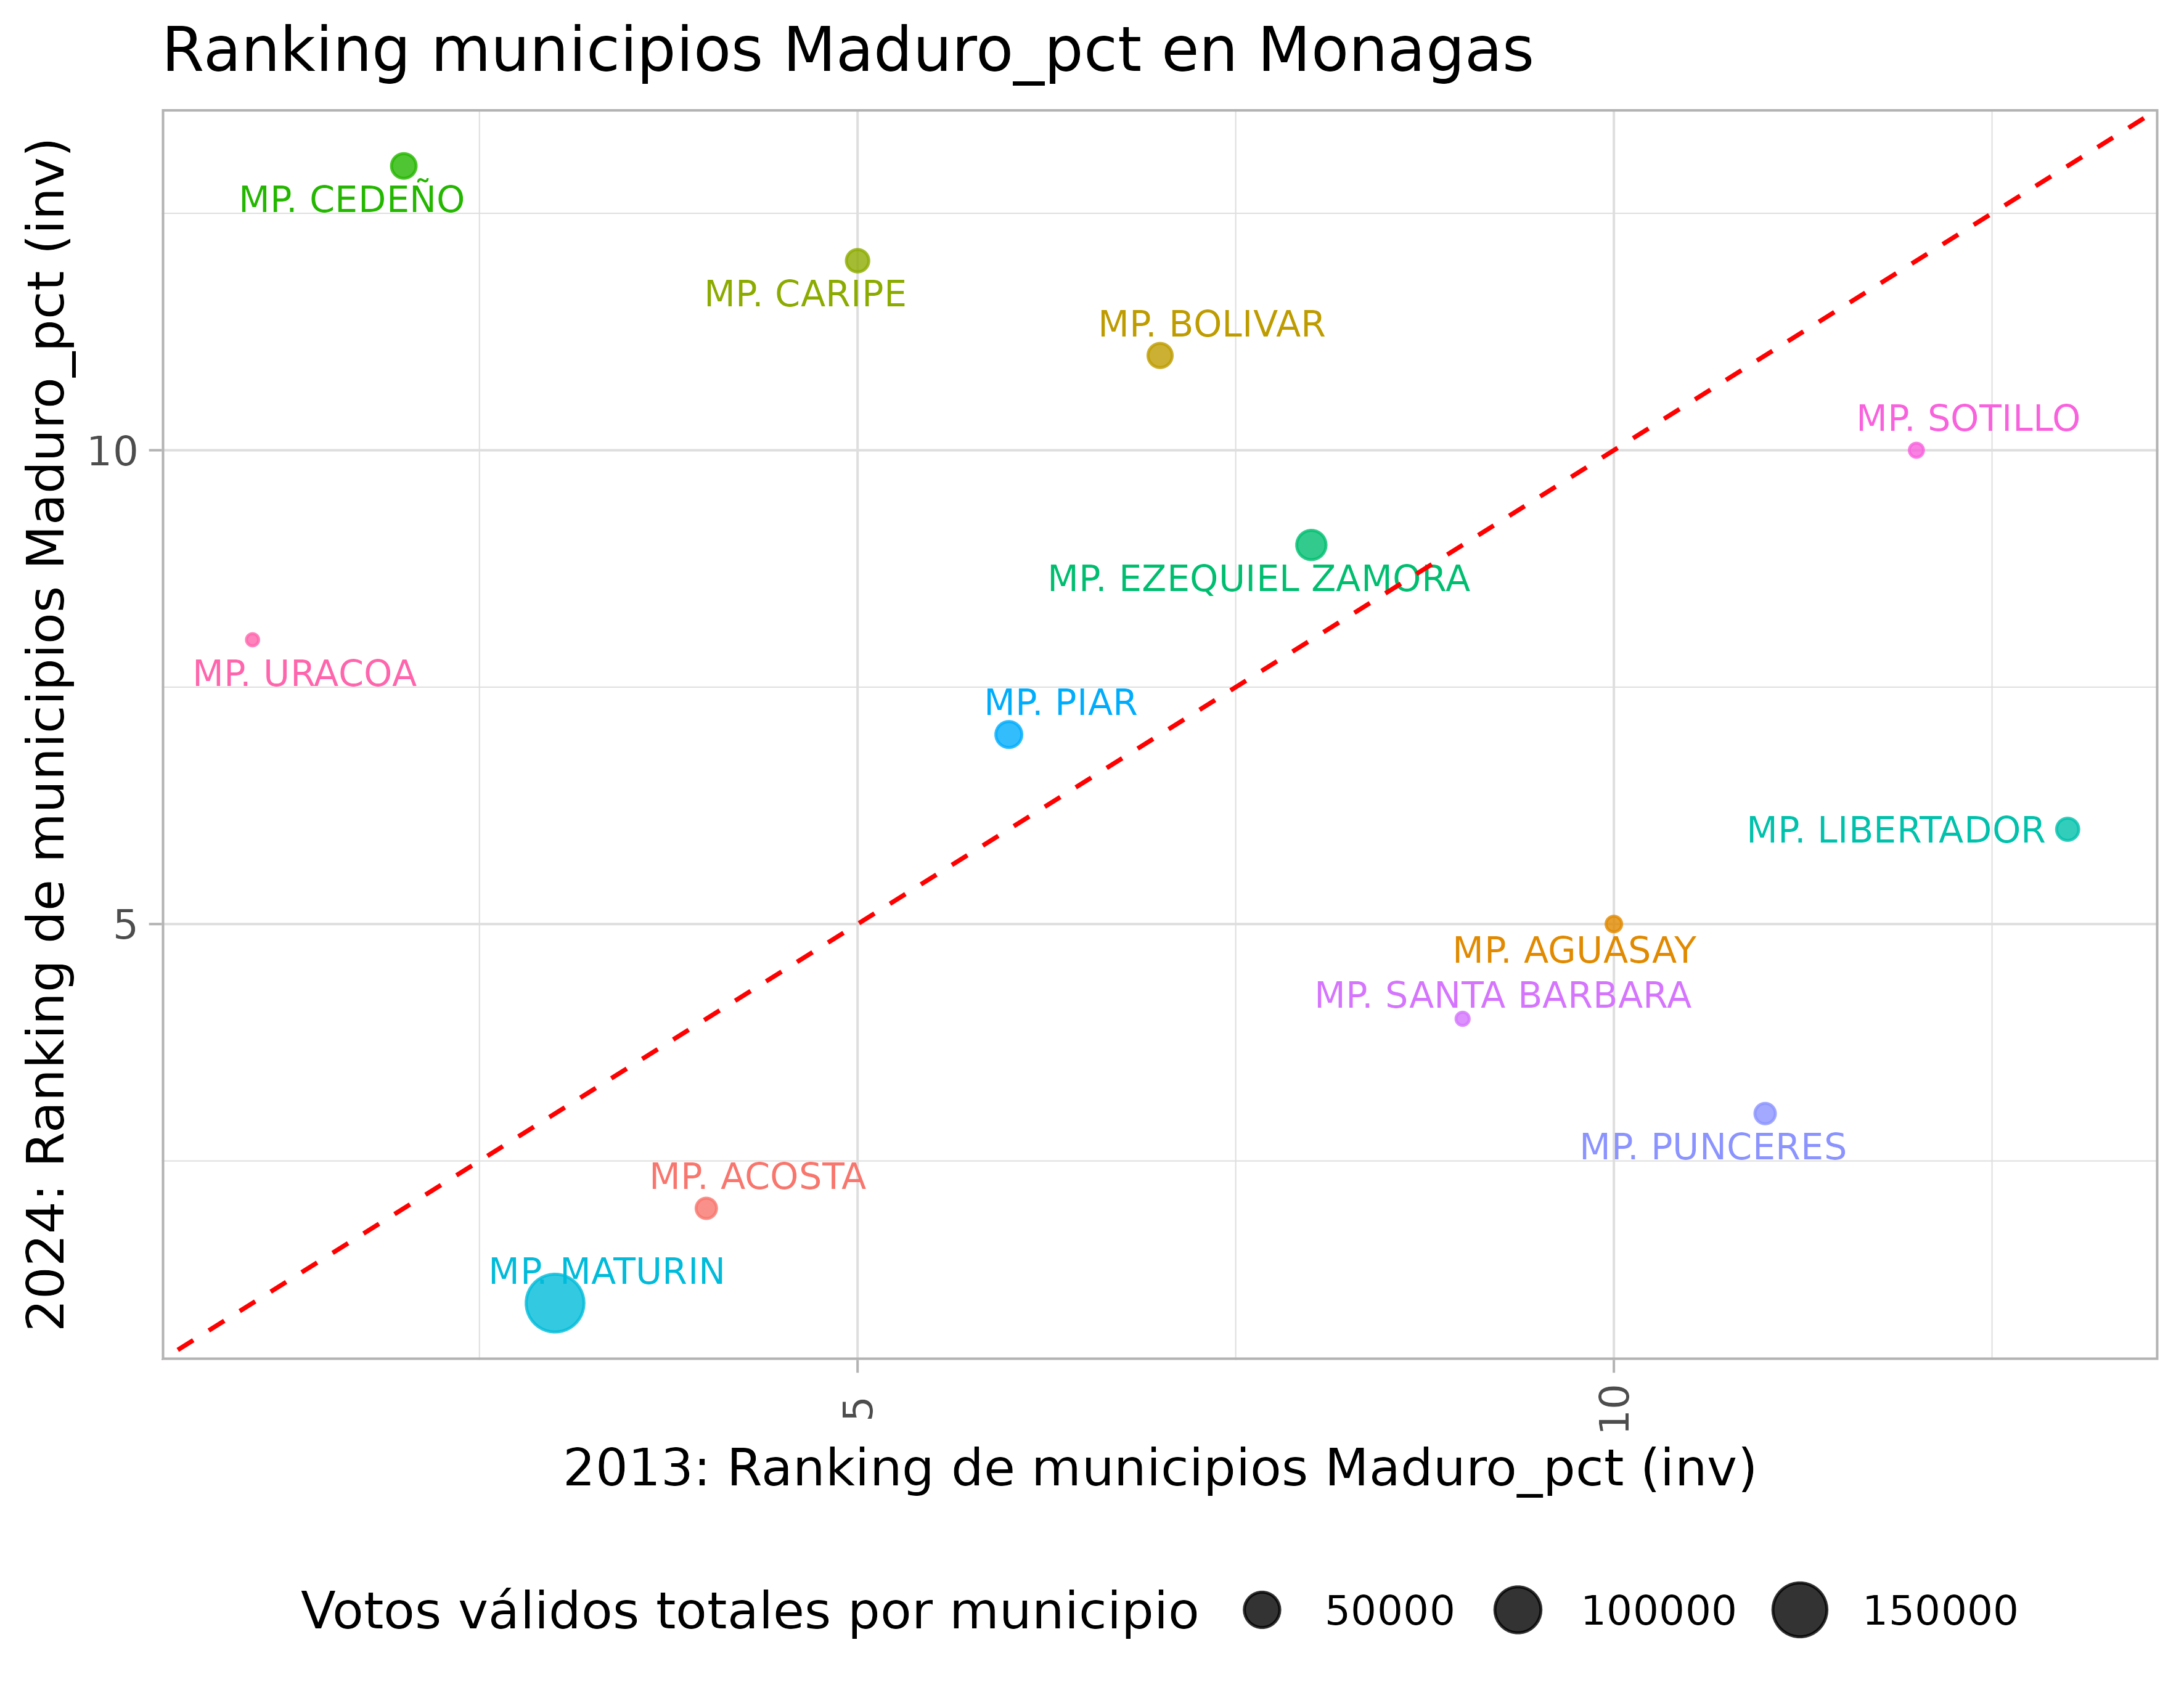 Ranking municipios Maduro_pct en Monagas
2024: Ranking de municipios Maduro_pct (inv)
MP. CEDEÑO
MP. CARIPE
MP. BOLIVAR
MP. SOTILLO
10
MP. EZEQUIEL ZAMORA
MP. URACOA
MP. PIAR
MP. LIBERTADOR
5
MP. AGUASAY
MP. SANTA BARBARA
MP. PUNCERES
MP. ACOSTA
MP. MATURIN
5
10
2013: Ranking de municipios Maduro_pct (inv)
Votos válidos totales por municipio 50000 100000 150000